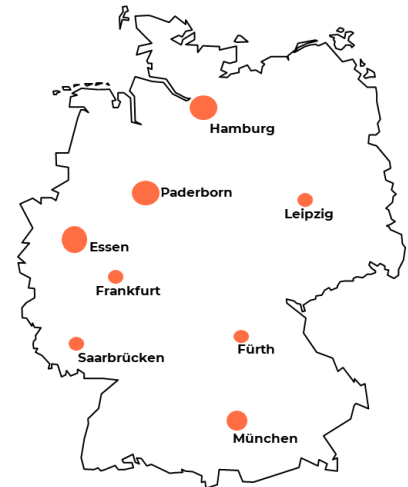 Hamburg
Paderborn
Leipzig
Essen
Frankfurt
Fürth
Saarbrücken
München